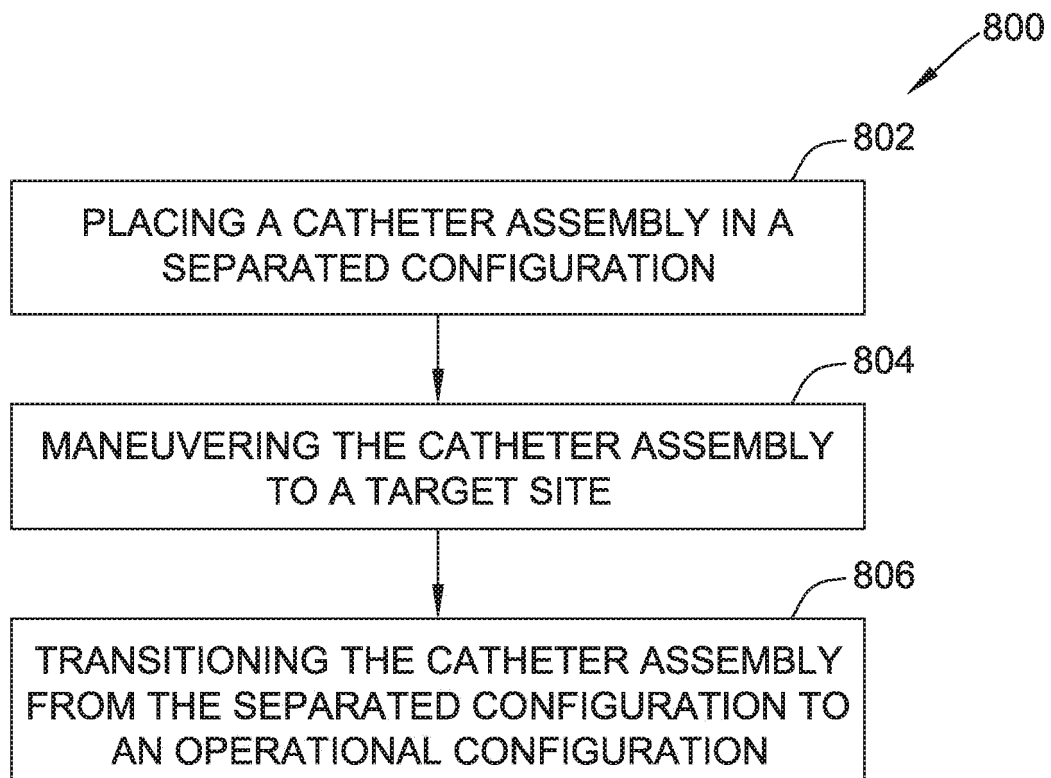 800
802
PLACING A CATHETER ASSEMBLY IN A
SEPARATED CONFIGURATION
804
MANEUVERING THE CATHETER ASSEMBLY
TO A TARGET SITE
806
TRANSITIONING THE CATHETER ASSEMBLY
FROM THE SEPARATED CONFIGURATION TO
AN OPERATIONAL CONFIGURATION